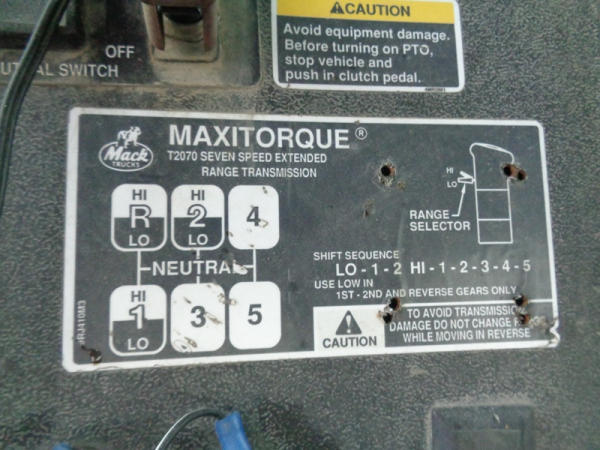 OFF
SWITCH
CAUTION
Avoid equipment damage.
Before turning on PTO,
stop vehicle and
push in clutch pedal.
Mack
TRUCKS
MAXITORQUE®
T2070 SEVEN SPEED EXTENDED
RANGE TRANSMISSION
HI
R
LO
HI
2
LO
4
NEUTRAL
HI
1
LO
3
5
HI
LO
RANGE
SELECTOR
SHIFT SEQUENCE
LO - 1 - 2 HI - 1 - 2 - 3 - 4 - 5
USE LOW IN
1ST - 2ND AND REVERSE GEARS ONLY
CAUTION
TO AVOID TRANSMISSION
DAMAGE DO NOT CHANGE
WHILE MOVING IN REVERSE